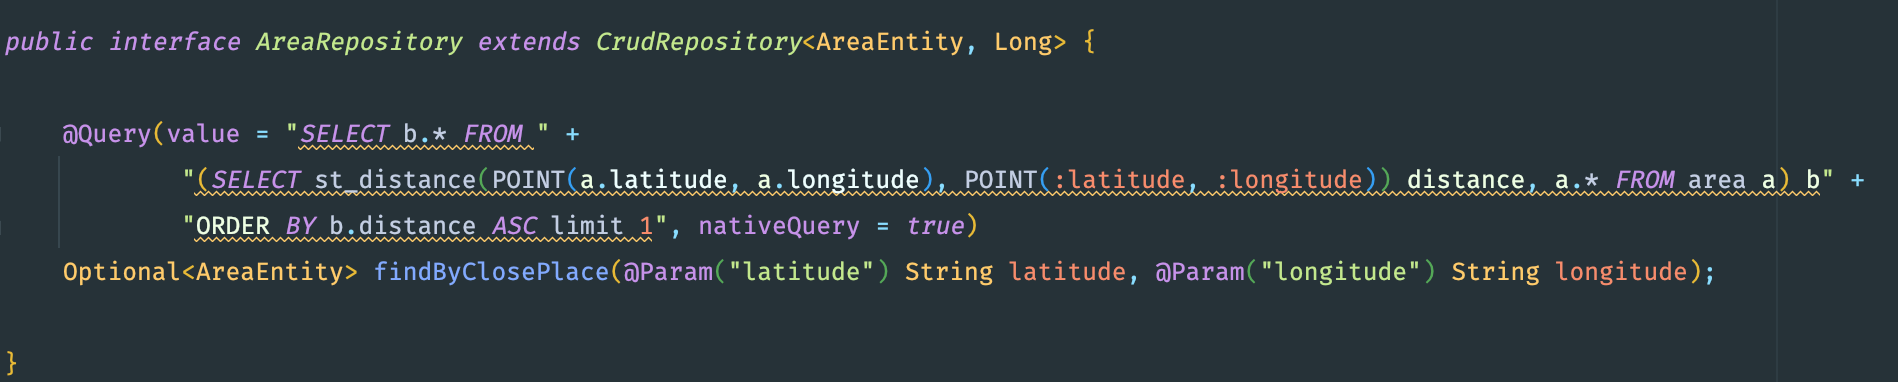 public interface AreaRepository extends CrudRepository<AreaEntity, Long> {
@Query(value = "SELECT b.* FROM " +
"(SELECT st_distance(POINT(a.latitude, a.longitude), POINT(:latitude, :longitude)) distance, a.* FROM area a) b" +
"ORDER BY b.distance ASC limit 1", nativeQuery = true)
Optional<AreaEntity> findByClosePlace(@Param("latitude") String latitude, @Param("longitude") String longitude);
}